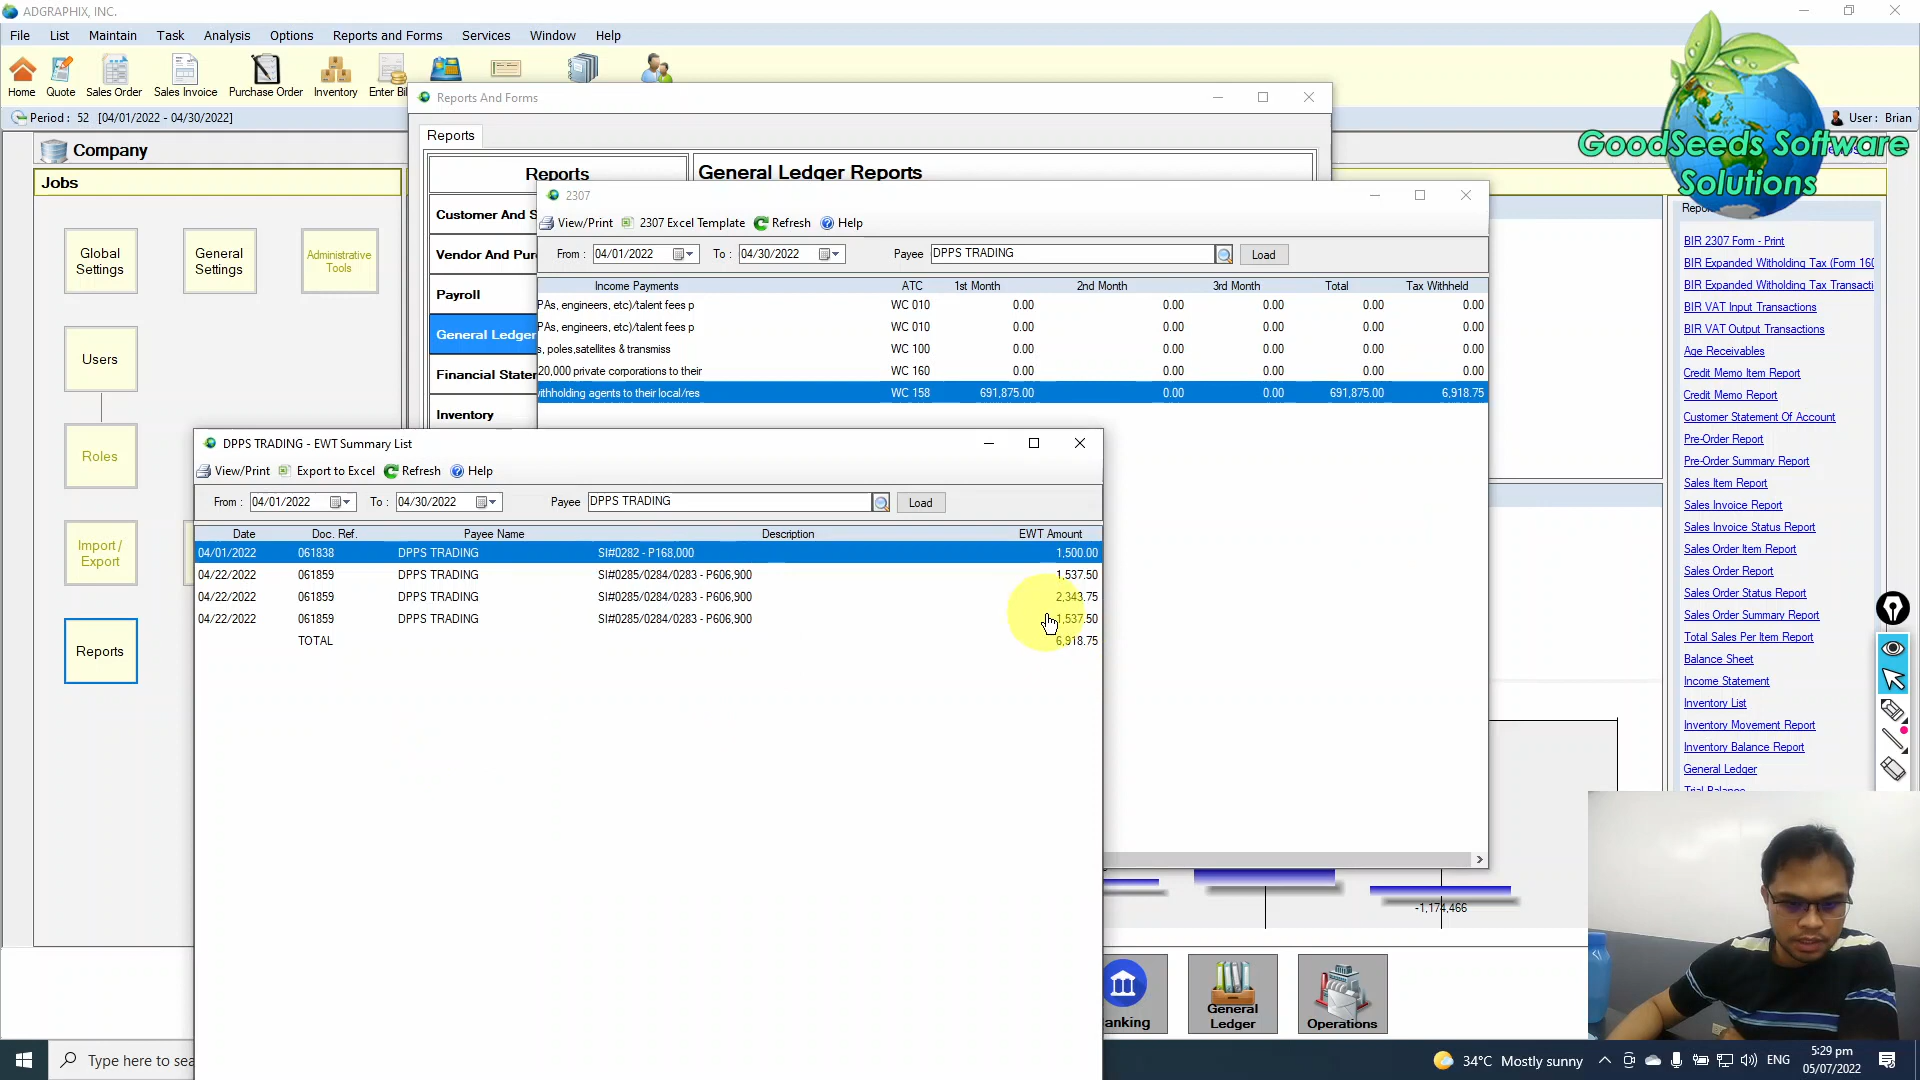 ADGRAPHIX, INC.
File List Maintain Task Analysis Options Reports and Forms Services Window Help
Home Quote Sales Order Sales Invoice Purchase Order Inventory Enter Bil
Period : 52 [04/01/2022 - 04/30/2022]
User : Brian
GoodSeeds Software
Solutions
Company
Jobs
Global Settings
General Settings
Administrative Tools
Users
Roles
Import / Export
Reports
Reports And Forms
Reports
Reports
General Ledger Reports
Customer And S
Vendor And Pur
Payroll
General Ledger
Financial Stater
Inventory
2307
View/Print 2307 Excel Template Refresh Help
From : 04/01/2022 To : 04/30/2022 Payee DPPS TRADING Load
Income Payments ATC 1st Month 2nd Month 3rd Month Total Tax Withheld
PAs, engineers, etc)/talent fees p WC 010 0.00 0.00 0.00 0.00 0.00
PAs, engineers, etc)/talent fees p WC 010 0.00 0.00 0.00 0.00 0.00
s, poles,satellites & transmiss WC 100 0.00 0.00 0.00 0.00 0.00
20,000 private corporations to their WC 160 0.00 0.00 0.00 0.00 0.00
withholding agents to their local/res WC 158 691,875.00 0.00 0.00 691,875.00 6,918.75
DPPS TRADING - EWT Summary List
View/Print Export to Excel Refresh Help
From : 04/01/2022 To : 04/30/2022 Payee DPPS TRADING Load
Date Doc. Ref. Payee Name Description EWT Amount
04/01/2022 061838 DPPS TRADING SI#0282 - P168,000 1,500.00
04/22/2022 061859 DPPS TRADING SI#0285/0284/0283 - P606,900 1,537.50
04/22/2022 061859 DPPS TRADING SI#0285/0284/0283 - P606,900 2,343.75
04/22/2022 061859 DPPS TRADING SI#0285/0284/0283 - P606,900 1,537.50
TOTAL 6,918.75
BIR 2307 Form - Print
BIR Expanded Witholding Tax (Form 160
BIR Expanded Witholding Tax Transacti
BIR VAT Input Transactions
BIR VAT Output Transactions
Age Receivables
Credit Memo Item Report
Credit Memo Report
Customer Statement Of Account
Pre-Order Report
Pre-Order Summary Report
Sales Item Report
Sales Invoice Report
Sales Invoice Status Report
Sales Order Item Report
Sales Order Report
Sales Order Status Report
Sales Order Summary Report
Total Sales Per Item Report
Balance Sheet
Income Statement
Inventory List
Inventory Movement Report
Inventory Balance Report
General Ledger
Trial Balance
-1,174,466
anking
General Ledger
Operations
Type here to sea
34°C Mostly sunny
ENG
5:29 pm
05/07/2022